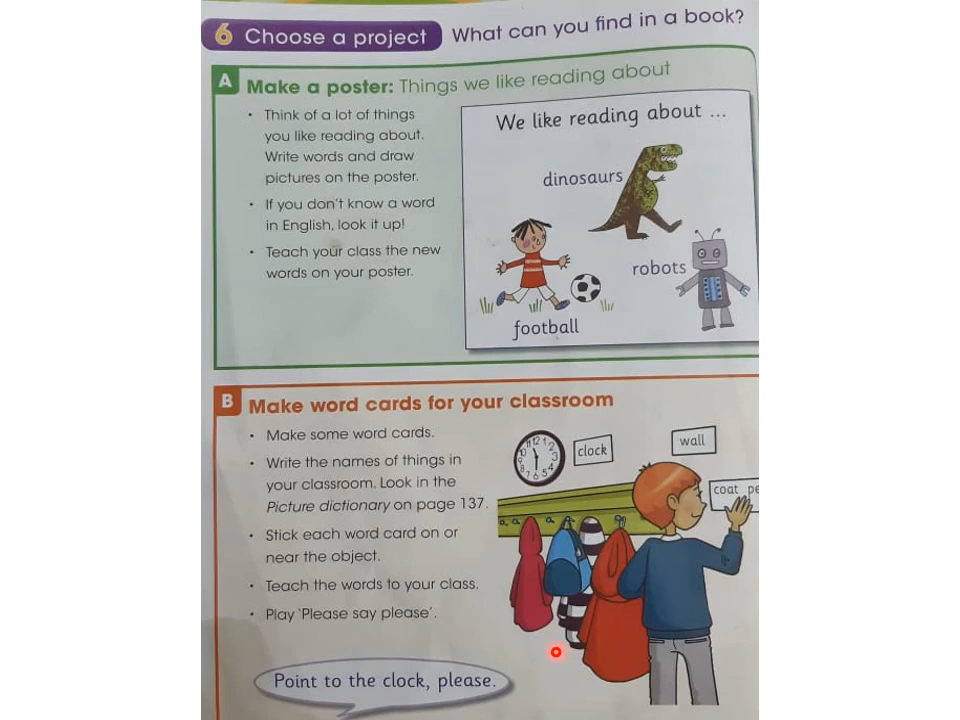 6 Choose a project What can you find in a book?
A Make a poster: Things we like reading about
• Think of a lot of things
you like reading about.
Write words and draw
pictures on the poster.
• If you don't know a word
in English, look it up!
• Teach your class the new
words on your poster.
We like reading about ...
dinosaurs
robots
football
B Make word cards for your classroom
• Make some word cards.
• Write the names of things in
your classroom. Look in the
Picture dictionary on page 137.
• Stick each word card on or
near the object.
• Teach the words to your class.
• Play 'Please say please'.
clock
wall
coat pe
Point to the clock, please.